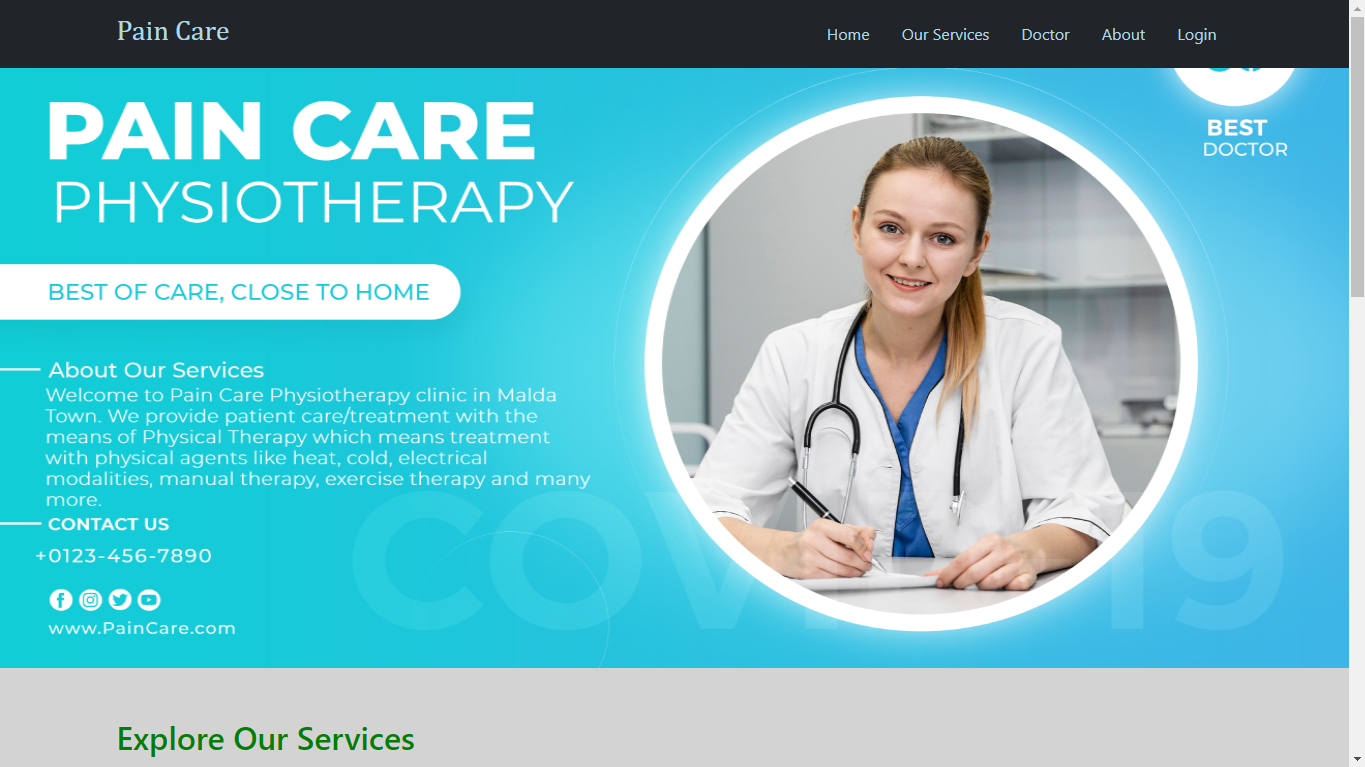 Pain Care
Home
Our Services
Doctor
About
Login
PAIN CARE
PHYSIOTHERAPY
BEST
DOCTOR
BEST OF CARE, CLOSE TO HOME
About Our Services
Welcome to Pain Care Physiotherapy clinic in Malda
Town. We provide patient care/treatment with the
means of Physical Therapy which means treatment
with physical agents like heat, cold, electrical
modalities, manual therapy, exercise therapy and many
more.
CONTACT US
+0123-456-7890
www.PainCare.com
Explore Our Services